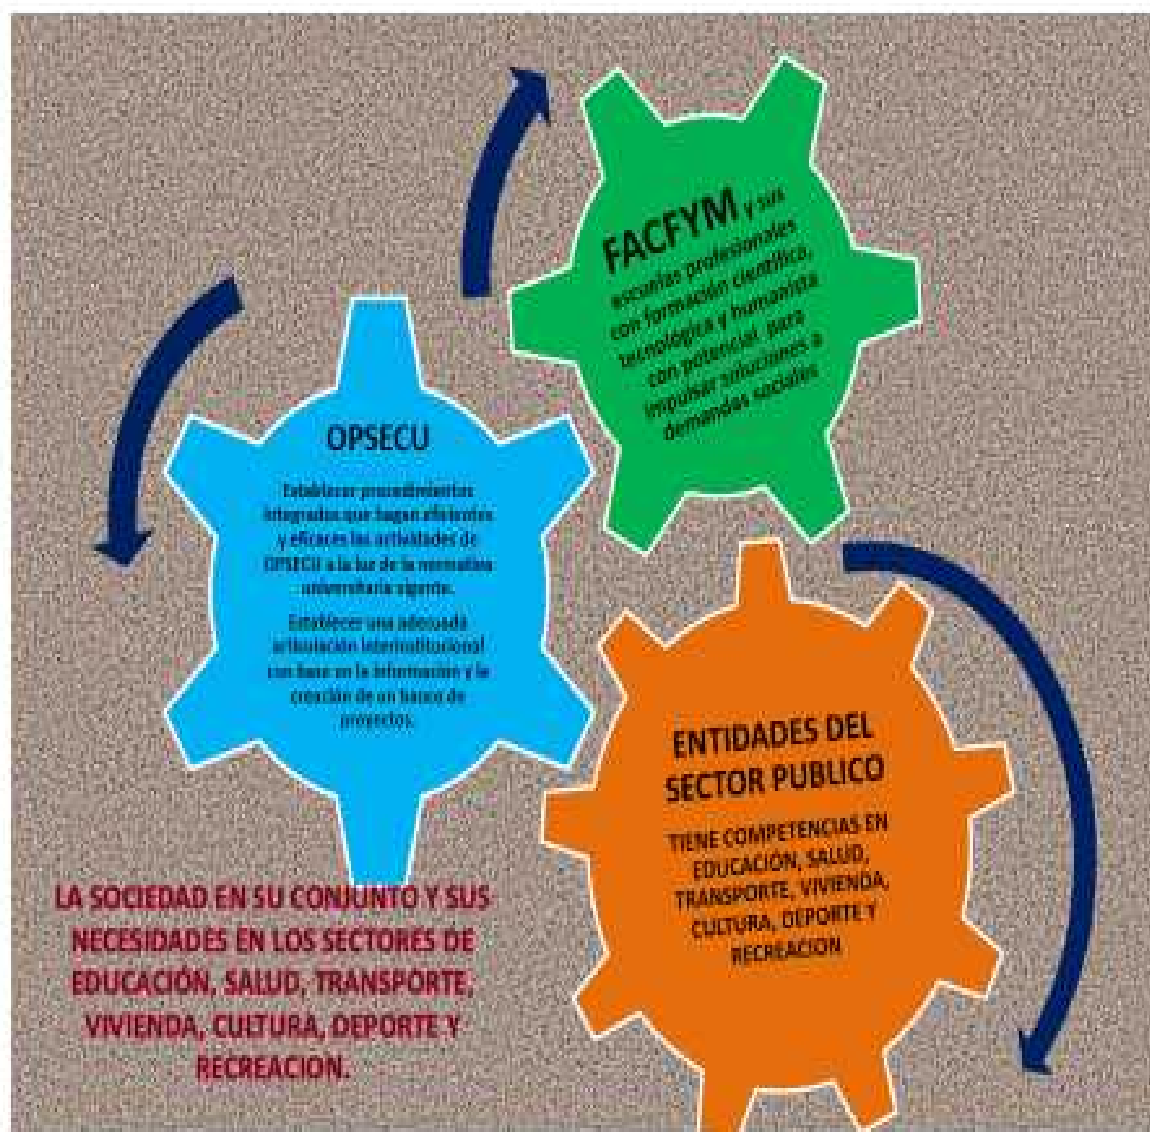 FACFYM y sus
escuelas profesionales
con formación científica,
tecnológica y humanista
con potencial para
impulsar soluciones a
demandas sociales
OPSECU
Establecer procedimientos
integrados que hagan eficientes
y eficaces las actividades de
OPSECU a la luz de la normativa
universitaria vigente.
Establecer una adecuada
articulación interinstitucional
con base en la información y la
creación de un banco de
proyectos.
ENTIDADES DEL
SECTOR PUBLICO
TIENE COMPETENCIAS EN
EDUCACIÓN, SALUD,
TRANSPORTE, VIVIENDA,
CULTURA, DEPORTE Y
RECREACION
LA SOCIEDAD EN SU CONJUNTO Y SUS
NECESIDADES EN LOS SECTORES DE
EDUCACIÓN, SALUD, TRANSPORTE,
VIVIENDA, CULTURA, DEPORTE Y
RECREACION.